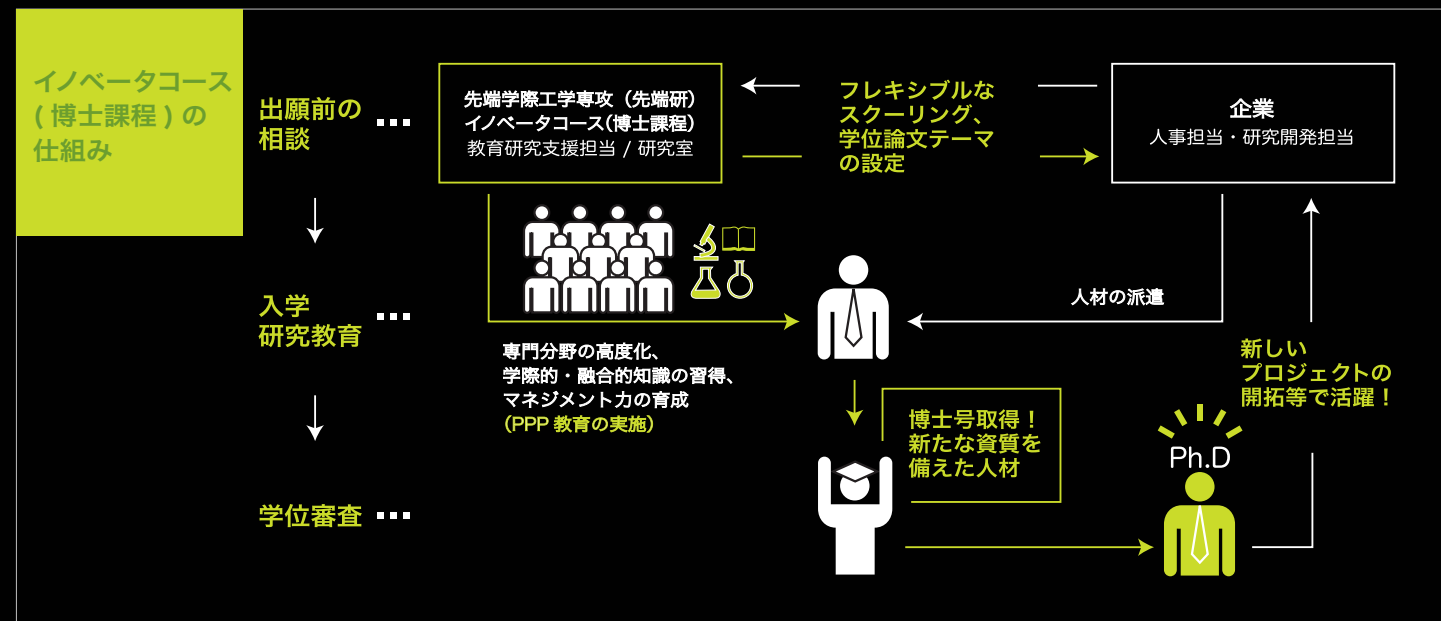 イノベータコース
( 博士課程 ) の
仕組み
出願前の
相談
先端学際工学専攻（先端研）
イノベータコース(博士課程)
教育研究支援担当 / 研究室
フレキシブルな
スクーリング、
学位論文テーマ
の設定
企業
人事担当・研究開発担当
入学
研究教育
専門分野の高度化、
学際的・融合的知識の習得、
マネジメント力の育成
（PPP 教育の実施）
人材の派遣
新しい
プロジェクトの
開拓等で活躍！
博士号取得！
新たな資質を
備えた人材
Ph.D
学位審査